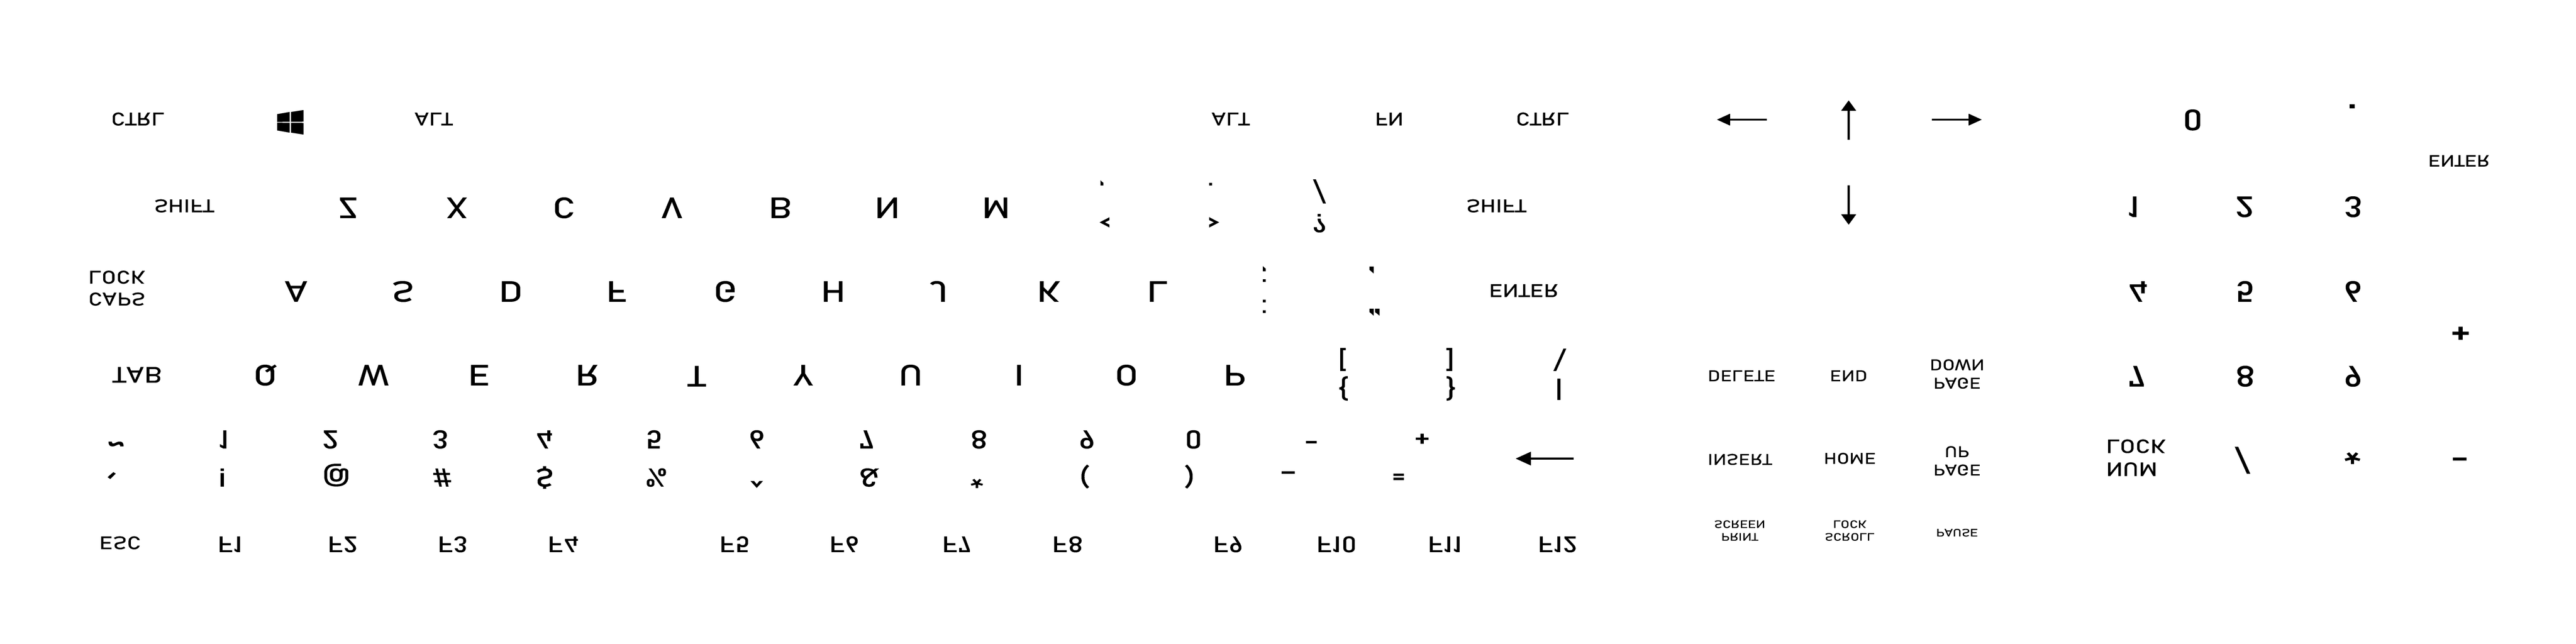 ESC F1 F2 F3 F4 F5 F6 F7 F8 F9 F10 F11 F12 PRINT SCREEN SCROLL LOCK PAUSE
` ! @ # $ % ^ & * ( ) - =
~ 1 2 3 4 5 6 7 8 9 0 - + ← INSERT HOME PAGE UP NUM LOCK / * -
TAB Q W E R T Y U I O P { } |
[ ] \ DELETE END PAGE DOWN 7 8 9 +
CAPS LOCK A S D F G H J K L : "
; ' ENTER 4 5 6
SHIFT Z X C V B N M < > ?
, . / SHIFT ↑ 1 2 3 ENTER
CTRL ALT ALT FN CTRL ← ↓ → 0 .